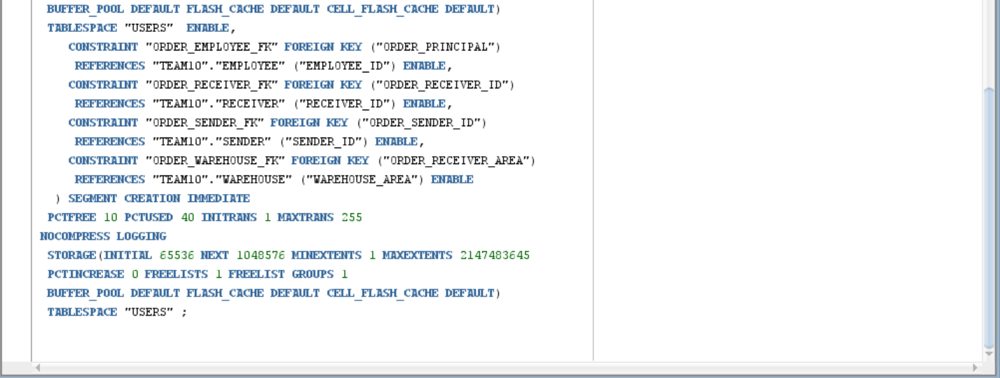 BUFFER_POOL DEFAULT FLASH_CACHE DEFAULT CELL_FLASH_CACHE DEFAULT)
TABLESPACE "USERS"  ENABLE,
CONSTRAINT "ORDER_EMPLOYEE_FK" FOREIGN KEY ("ORDER_PRINCIPAL")
REFERENCES "TEAM10"."EMPLOYEE" ("EMPLOYEE_ID") ENABLE,
CONSTRAINT "ORDER_RECEIVER_FK" FOREIGN KEY ("ORDER_RECEIVER_ID")
REFERENCES "TEAM10"."RECEIVER" ("RECEIVER_ID") ENABLE,
CONSTRAINT "ORDER_SENDER_FK" FOREIGN KEY ("ORDER_SENDER_ID")
REFERENCES "TEAM10"."SENDER" ("SENDER_ID") ENABLE,
CONSTRAINT "ORDER_WAREHOUSE_FK" FOREIGN KEY ("ORDER_RECEIVER_AREA")
REFERENCES "TEAM10"."WAREHOUSE" ("WAREHOUSE_AREA") ENABLE
) SEGMENT CREATION IMMEDIATE
PCTFREE 10 PCTUSED 40 INITRANS 1 MAXTRANS 255
NOCOMPRESS LOGGING
STORAGE(INITIAL 65536 NEXT 1048576 MINEXTENTS 1 MAXEXTENTS 2147483645
PCTINCREASE 0 FREELISTS 1 FREELIST GROUPS 1
BUFFER_POOL DEFAULT FLASH_CACHE DEFAULT CELL_FLASH_CACHE DEFAULT)
TABLESPACE "USERS" ;